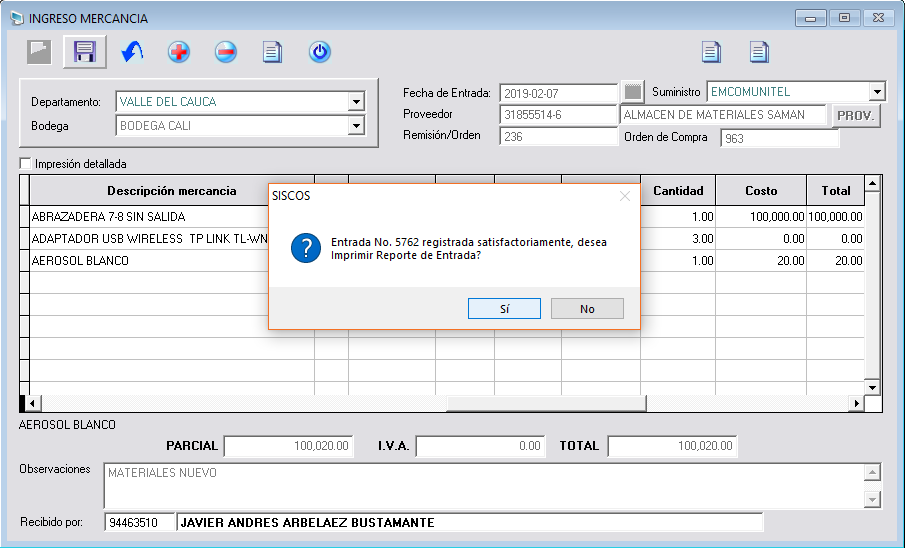 INGRESO MERCANCIA
Departamento: VALLE DEL CAUCA
Bodega BODEGA CALI
Fecha de Entrada: 2019-02-07 Suministro EMCOMUNITEL
Proveedor 31855514-6 ALMACEN DE MATERIALES SAMAN PROV.
Remisión/Orden 236 Orden de Compra 963
Impresión detallada
Descripción mercancia Cantidad Costo Total
ABRAZADERA 7-8 SIN SALIDA 1.00 100,000.00 100,000.00
ADAPTADOR USB WIRELESS TP LINK TL-WN 3.00 0.00 0.00
AEROSOL BLANCO 1.00 20.00 20.00
SISCOS
Entrada No. 5762 registrada satisfactoriamente, desea
Imprimir Reporte de Entrada?
Sí No
AEROSOL BLANCO
PARCIAL 100,020.00 I.V.A. 0.00 TOTAL 100,020.00
Observaciones MATERIALES NUEVO
Recibido por: 94463510 JAVIER ANDRES ARBELAEZ BUSTAMANTE